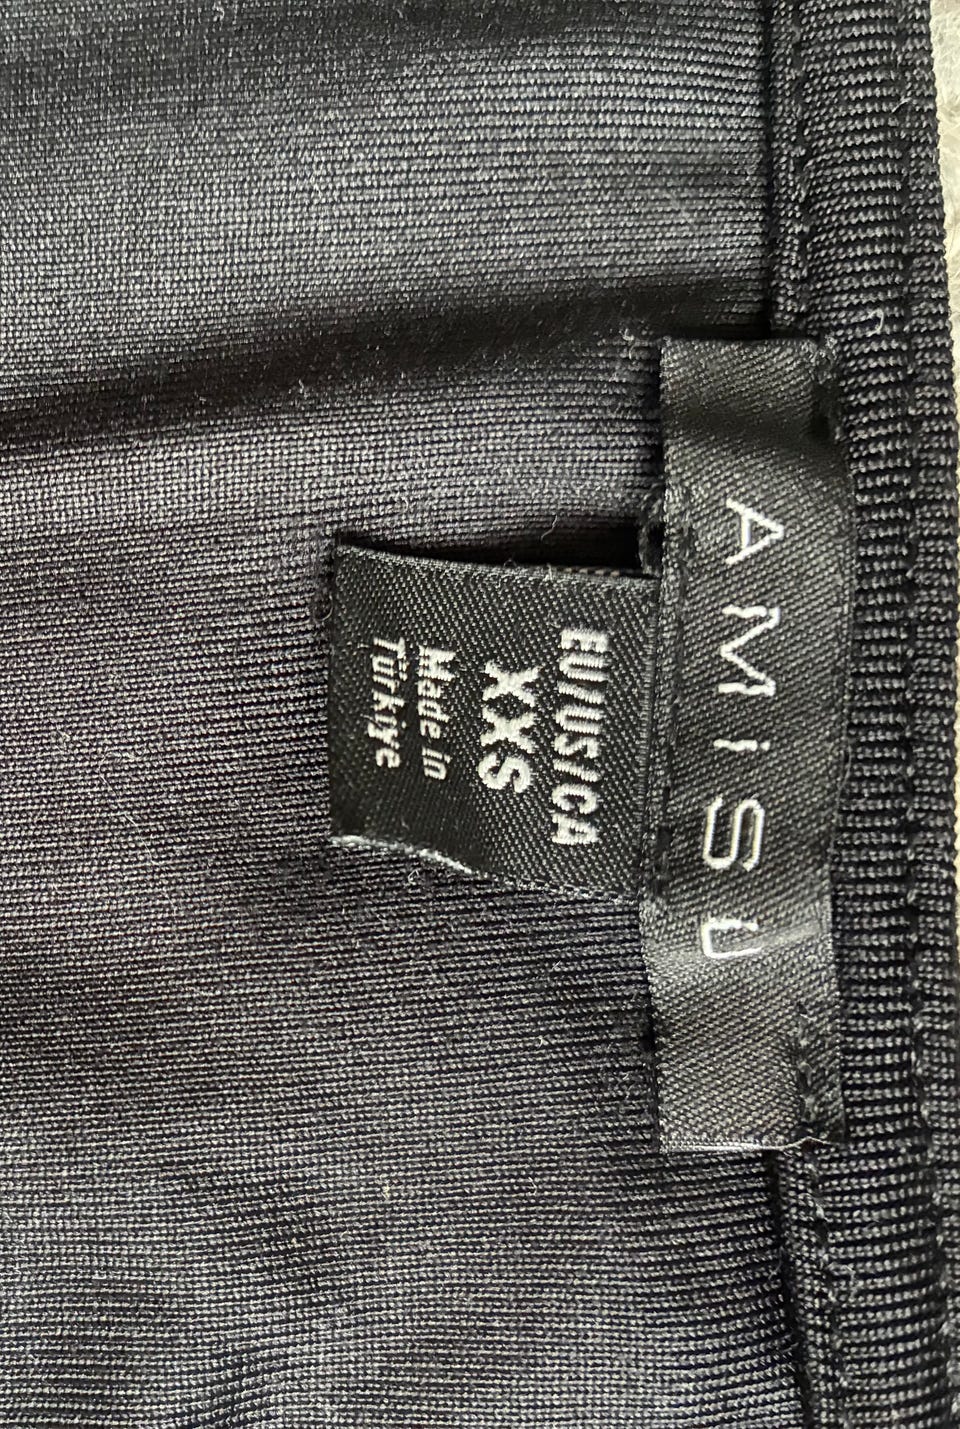 AMiSU
EU/US/CA
XXS
Made in
Türkiye